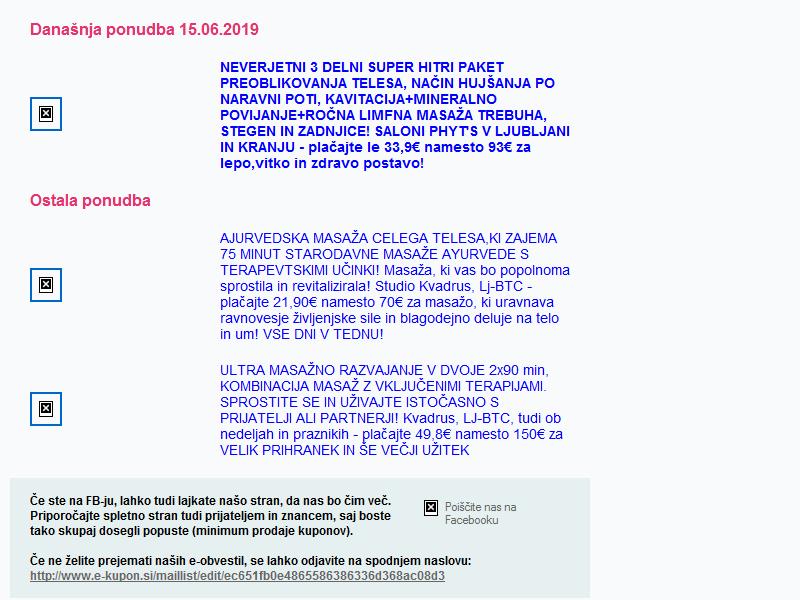 Današnja ponudba 15.06.2019
NEVERJETNI 3 DELNI SUPER HITRI PAKET
PREOBLIKOVANJA TELESA, NAČIN HUJŠANJA PO
NARAVNI POTI, KAVITACIJA+MINERALNO
POVIJANJE+ROČNA LIMFNA MASAŽA TREBUHA,
STEGEN IN ZADNJICE! SALONI PHYT'S V LJUBLJANI
IN KRANJU - plačajte le 33,9€ namesto 93€ za
lepo,vitko in zdravo postavo!
Ostala ponudba
AJURVEDSKA MASAŽA CELEGA TELESA,KI ZAJEMA
75 MINUT STARODAVNE MASAŽE AYURVEDE S
TERAPEVTSKIMI UČINKI! Masaža, ki vas bo popolnoma
sprostila in revitalizirala! Studio Kvadrus, Lj-BTC -
plačajte 21,90€ namesto 70€ za masažo, ki uravnava
ravnovesje življenjske sile in blagodejno deluje na telo
in um! VSE DNI V TEDNU!
ULTRA MASAŽNO RAZVAJANJE V DVOJE 2x90 min,
KOMBINACIJA MASAŽ Z VKLJUČENIMI TERAPIJAMI.
SPROSTITE SE IN UŽIVAJTE ISTOČASNO S
PRIJATELJI ALI PARTNERJI! Kvadrus, LJ-BTC, tudi ob
nedeljah in praznikih - plačajte 49,8€ namesto 150€ za
VELIK PRIHRANEK IN ŠE VEČJI UŽITEK
Če ste na FB-ju, lahko tudi lajkate našo stran, da nas bo čim več.
Priporočajte spletno stran tudi prijateljem in znancem, saj boste
tako skupaj dosegli popuste (minimum prodaje kuponov).
Poiščite nas na
Facebooku
Če ne želite prejemati naših e-obvestil, se lahko odjavite na spodnjem naslovu:
http://www.e-kupon.si/maillist/edit/ec651fb0e4865586386336d368ac08d3